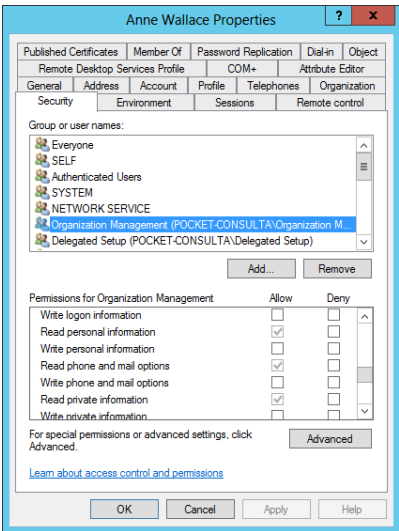 Anne Wallace Properties
? x
Published Certificates Member Of Password Replication Dial-in Object
Remote Desktop Services Profile COM+ Attribute Editor
General Address Account Profile Telephones Organization
Security Environment Sessions Remote control
Group or user names:
Everyone
SELF
Authenticated Users
SYSTEM
NETWORK SERVICE
Organization Management (POCKET-CONSULTA\Organization M...
Delegated Setup (POCKET-CONSULTA\Delegated Setup)
Add... Remove
Permissions for Organization Management Allow Deny
Write logon information
Read personal information
Write personal information
Read phone and mail options
Write phone and mail options
Read private information
Write private information
For special permissions or advanced settings, click
Advanced.
Advanced
Learn about access control and permissions
OK Cancel Apply Help